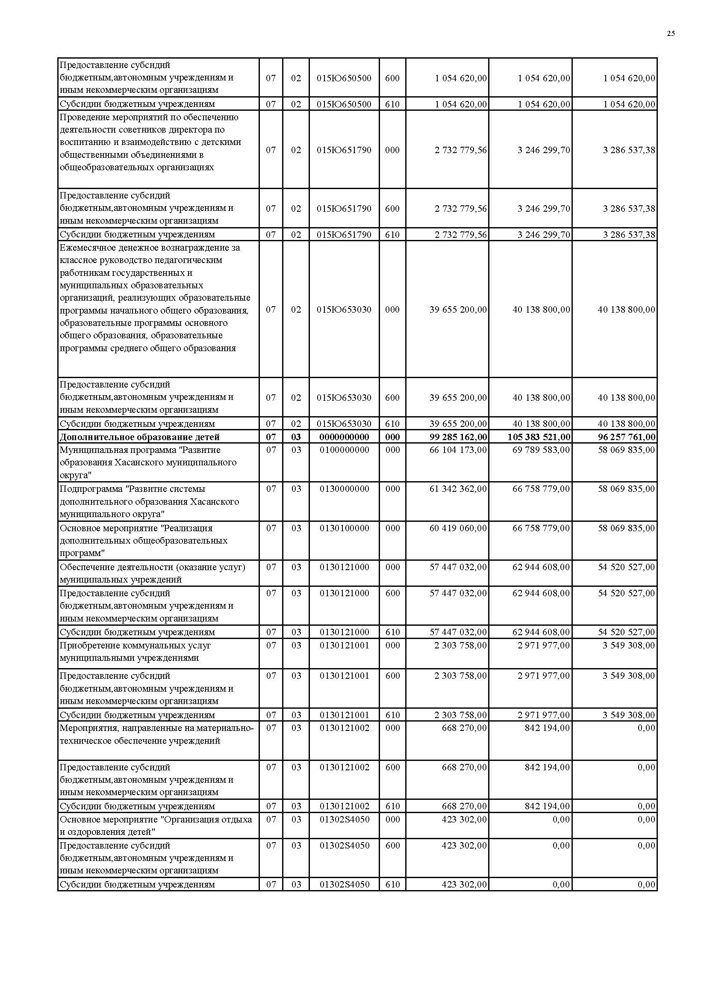 25
Предоставление субсидий
бюджетным,автономным учреждениям и
иным некоммерческим организациям 07 02 015Ю650500 600 1 054 620,00 1 054 620,00 1 054 620,00
Субсидии бюджетным учреждениям 07 02 015Ю650500 610 1 054 620,00 1 054 620,00 1 054 620,00
Проведение мероприятий по обеспечению
деятельности советников директора по
воспитанию и взаимодействию с детскими
общественными объединениями в
общеобразовательных организациях 07 02 015Ю651790 000 2 732 779,56 3 246 299,70 3 286 537,38
Предоставление субсидий
бюджетным,автономным учреждениям и
иным некоммерческим организациям 07 02 015Ю651790 600 2 732 779,56 3 246 299,70 3 286 537,38
Субсидии бюджетным учреждениям 07 02 015Ю651790 610 2 732 779,56 3 246 299,70 3 286 537,38
Ежемесячное денежное вознаграждение за
классное руководство педагогическим
работникам государственных и
муниципальных образовательных
организаций, реализующих образовательные
программы начального общего образования,
образовательные программы основного
общего образования, образовательные
программы среднего общего образования 07 02 015Ю653030 000 39 655 200,00 40 138 800,00 40 138 800,00
Предоставление субсидий
бюджетным,автономным учреждениям и
иным некоммерческим организациям 07 02 015Ю653030 600 39 655 200,00 40 138 800,00 40 138 800,00
Субсидии бюджетным учреждениям 07 02 015Ю653030 610 39 655 200,00 40 138 800,00 40 138 800,00
Дополнительное образование детей 07 03 0000000000 000 99 285 162,00 105 383 521,00 96 257 761,00
Муниципальная программа "Развитие 07 03 0100000000 000 66 104 173,00 69 789 583,00 58 069 835,00
образования Хасанского муниципального
округа"
Подпрограмма "Развитие системы 07 03 0130000000 000 61 342 362,00 66 758 779,00 58 069 835,00
дополнительного образования Хасанского
муниципального округа"
Основное мероприятие "Реализация 07 03 0130100000 000 60 419 060,00 66 758 779,00 58 069 835,00
дополнительных общеобразовательных
программ"
Обеспечение деятельности (оказание услуг) 07 03 0130121000 000 57 447 032,00 62 944 608,00 54 520 527,00
муниципальных учреждений
Предоставление субсидий 07 03 0130121000 600 57 447 032,00 62 944 608,00 54 520 527,00
бюджетным,автономным учреждениям и
иным некоммерческим организациям
Субсидии бюджетным учреждениям 07 03 0130121000 610 57 447 032,00 62 944 608,00 54 520 527,00
Приобретение коммунальных услуг 07 03 0130121001 000 2 303 758,00 2 971 977,00 3 549 308,00
муниципальными учреждениями
Предоставление субсидий 07 03 0130121001 600 2 303 758,00 2 971 977,00 3 549 308,00
бюджетным,автономным учреждениям и
иным некоммерческим организациям
Субсидии бюджетным учреждениям 07 03 0130121001 610 2 303 758,00 2 971 977,00 3 549 308,00
Мероприятия, направленные на материально- 07 03 0130121002 000 668 270,00 842 194,00 0,00
техническое обеспечение учреждений
Предоставление субсидий 07 03 0130121002 600 668 270,00 842 194,00 0,00
бюджетным,автономным учреждениям и
иным некоммерческим организациям
Субсидии бюджетным учреждениям 07 03 0130121002 610 668 270,00 842 194,00 0,00
Основное мероприятие "Организация отдыха 07 03 01302S4050 000 423 302,00 0,00 0,00
и оздоровления детей"
Предоставление субсидий 07 03 01302S4050 600 423 302,00 0,00 0,00
бюджетным,автономным учреждениям и
иным некоммерческим организациям
Субсидии бюджетным учреждениям 07 03 01302S4050 610 423 302,00 0,00 0,00